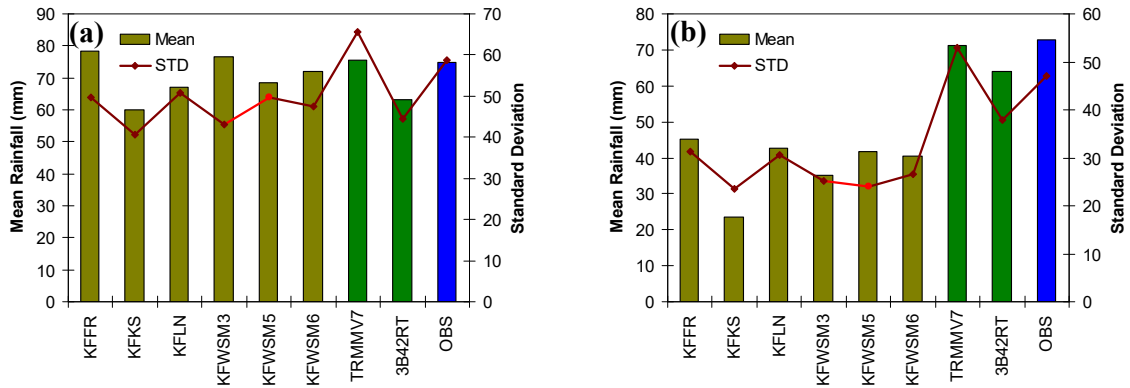 (a)
Mean
STD
Mean Rainfall (mm)
90
80
70
60
50
40
30
20
10
0
Standard Deviation
70
60
50
40
30
20
10
0
KFFR
KFKS
KFLN
KFWSM3
KFWSM5
KFWSM6
TRMMV7
3B42RT
OBS
(b)
Mean
STD
Mean Rainfall (mm)
80
70
60
50
40
30
20
10
0
Standard Deviation
60
50
40
30
20
10
0
KFFR
KFKS
KFLN
KFWSM3
KFWSM5
KFWSM6
TRMMV7
3B42RT
OBS